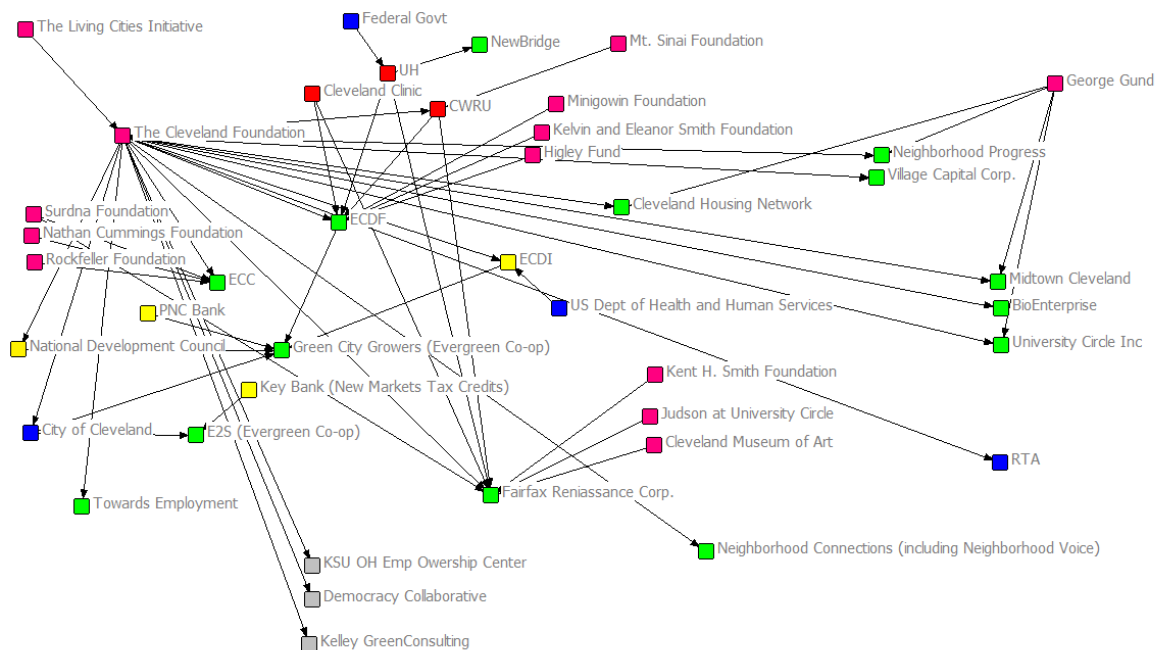 The Living Cities Initiative
Federal Govt
NewBridge
Mt. Sinai Foundation
UH
George Gund
Cleveland Clinic
CWRU
Minigowin Foundation
The Cleveland Foundation
Kelvin and Eleanor Smith Foundation
Higley Fund
Neighborhood Progress
Village Capital Corp.
Surdna Foundation
Cleveland Housing Network
ECDF
Nathan Cummings Foundation
Rockfeller Foundation
ECDI
ECC
Midtown Cleveland
PNC Bank
US Dept of Health and Human Services
BioEnterprise
National Development Council
Green City Growers (Evergreen Co-op)
University Circle Inc
Key Bank (New Markets Tax Credits)
Kent H. Smith Foundation
Judson at University Circle
City of Cleveland
E2S (Evergreen Co-op)
Cleveland Museum of Art
RTA
Fairfax Reniassance Corp.
Towards Employment
Neighborhood Connections (including Neighborhood Voice)
KSU OH Emp Owership Center
Democracy Collaborative
Kelley GreenConsulting